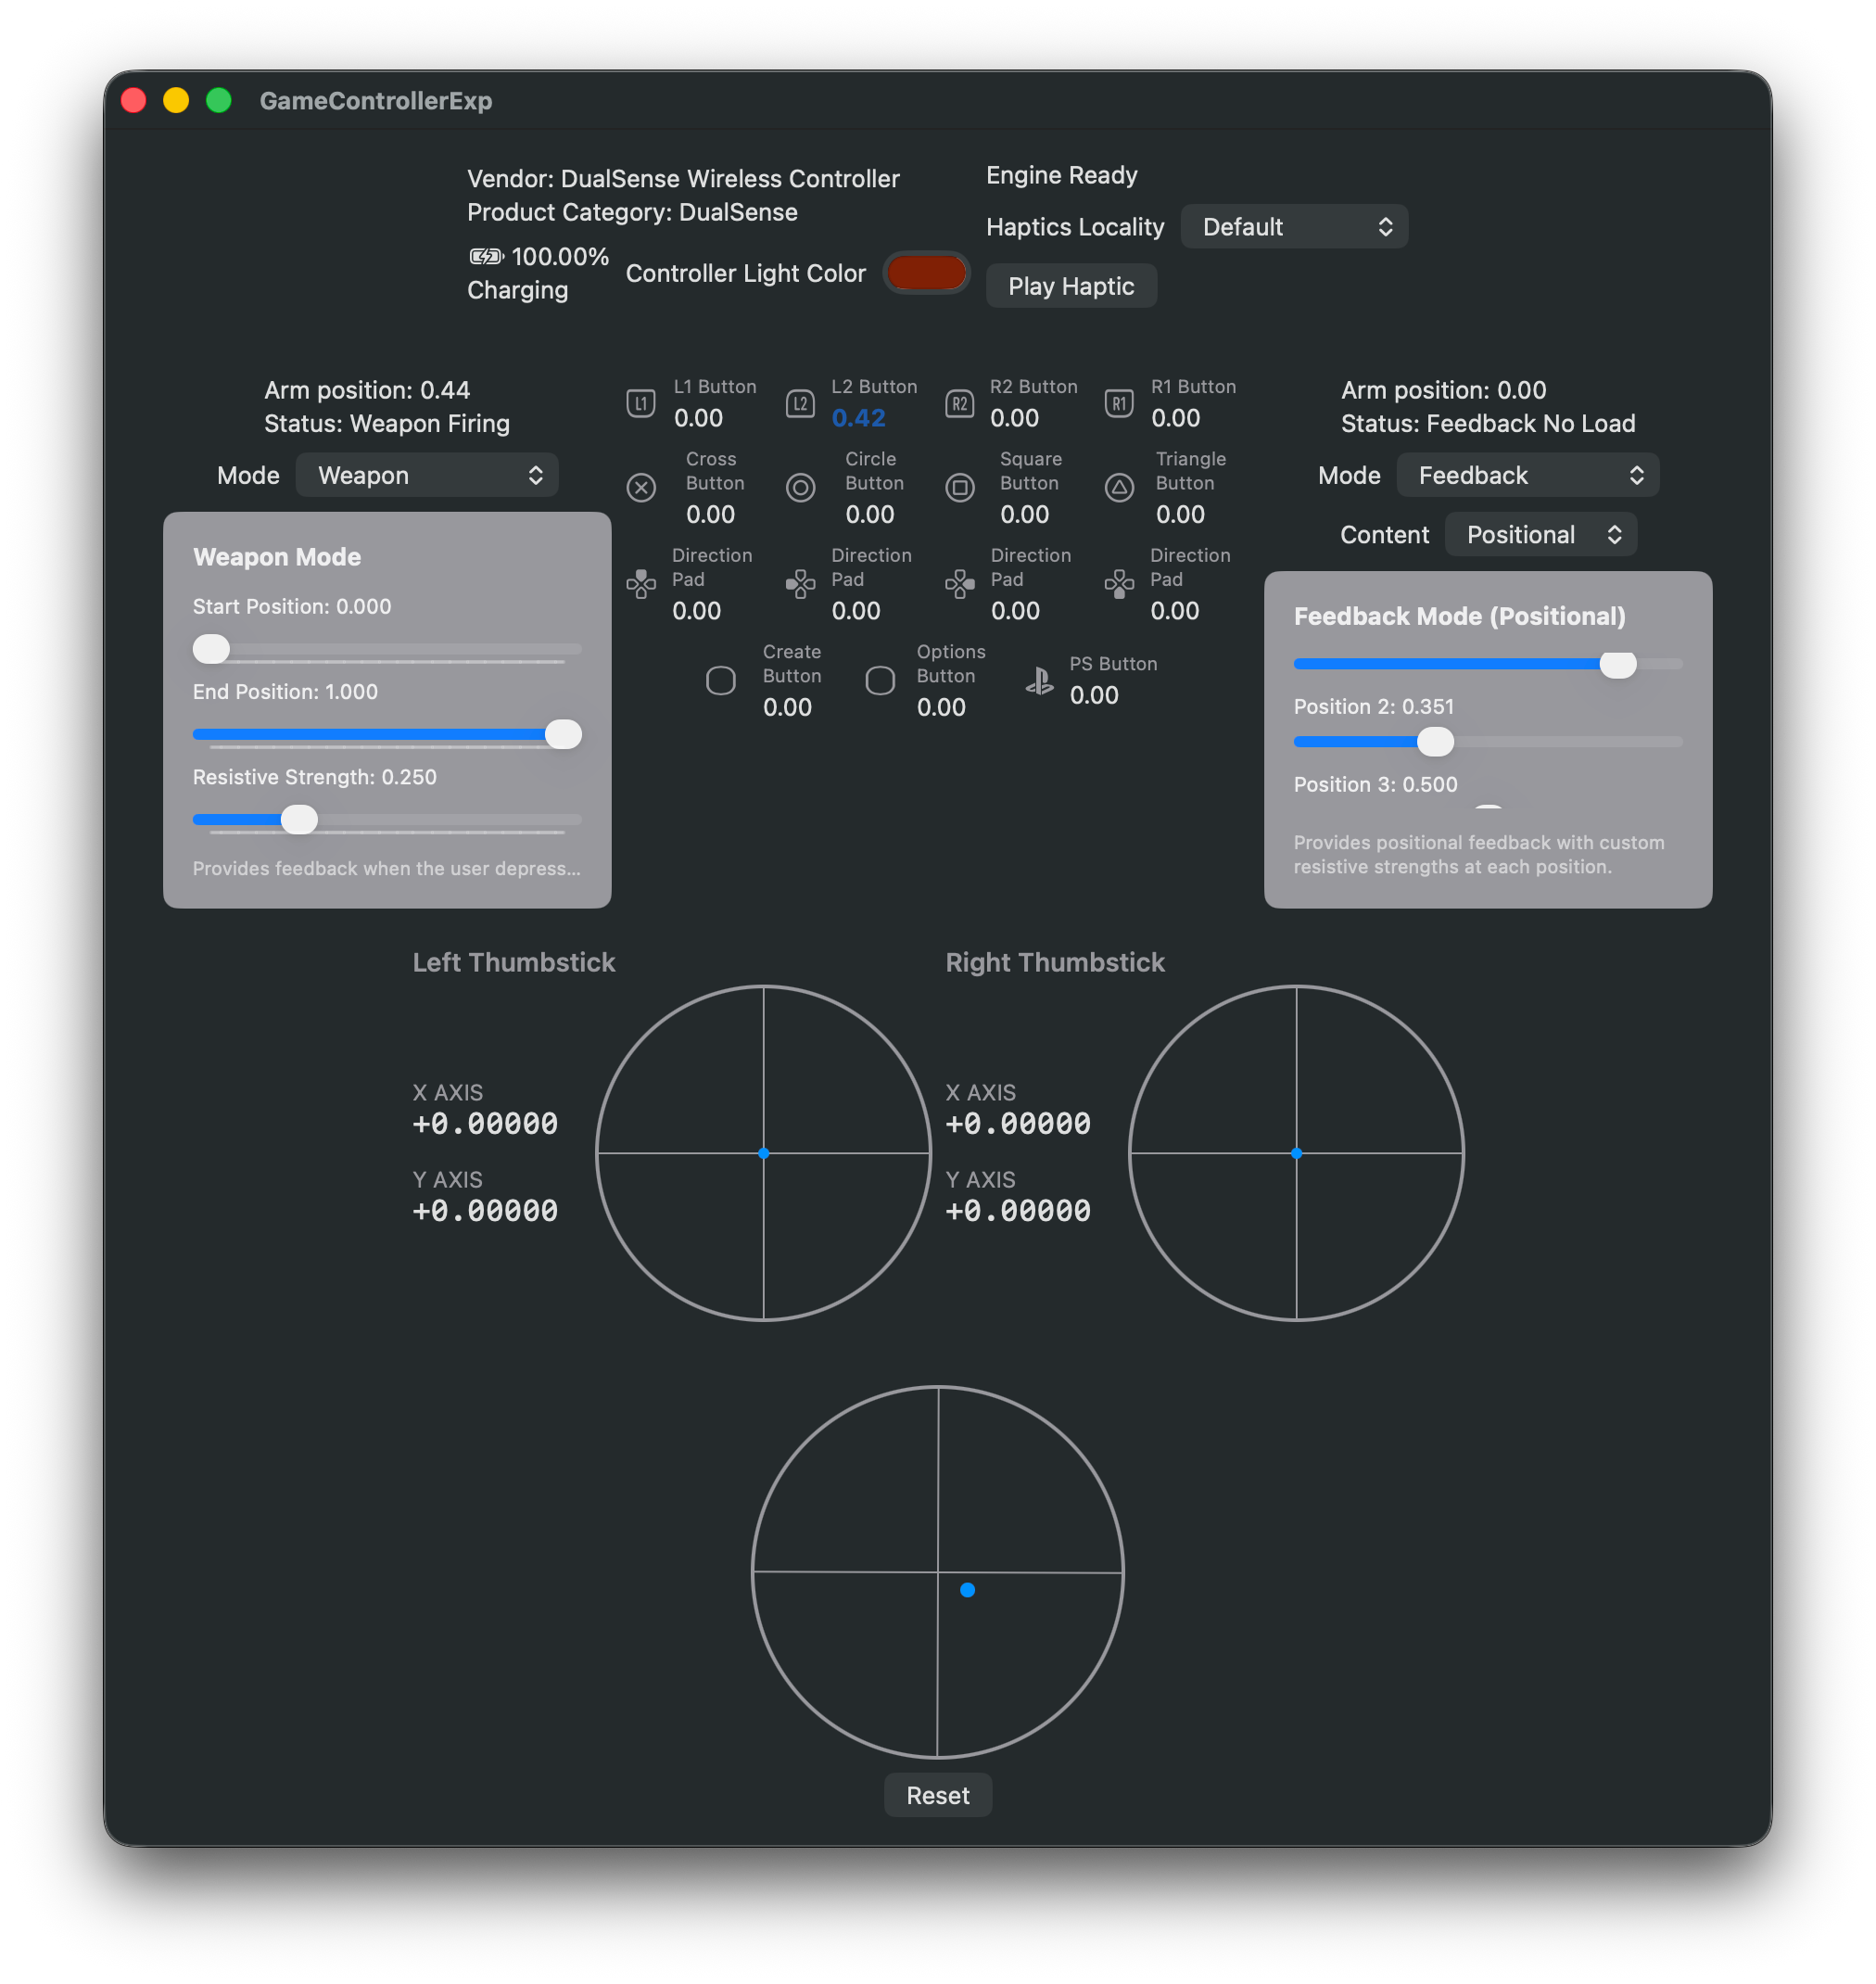 GameControllerExp
Vendor: DualSense Wireless Controller
Product Category: DualSense
100.00%
Charging
Controller Light Color
Engine Ready
Haptics Locality
Default
Play Haptic
Arm position: 0.44
Status: Weapon Firing
Mode
Weapon
Weapon Mode
Start Position: 0.000
End Position: 1.000
Resistive Strength: 0.250
Provides feedback when the user depress...
L1
L1 Button
0.00
L2
L2 Button
0.42
R2
R2 Button
0.00
R1
R1 Button
0.00
Cross
Button
0.00
Circle
Button
0.00
Square
Button
0.00
Triangle
Button
0.00
Direction
Pad
0.00
Direction
Pad
0.00
Direction
Pad
0.00
Direction
Pad
0.00
Create
Button
0.00
Options
Button
0.00
PS Button
0.00
Arm position: 0.00
Status: Feedback No Load
Mode
Feedback
Content
Positional
Feedback Mode (Positional)
Position 2: 0.351
Position 3: 0.500
Provides positional feedback with custom
resistive strengths at each position.
Left Thumbstick
X AXIS
+0.00000
Y AXIS
+0.00000
Right Thumbstick
X AXIS
+0.00000
Y AXIS
+0.00000
Reset